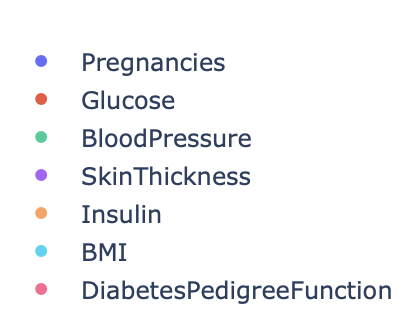 Pregnancies
Glucose
BloodPressure
SkinThickness
Insulin
BMI
DiabetesPedigreeFunction